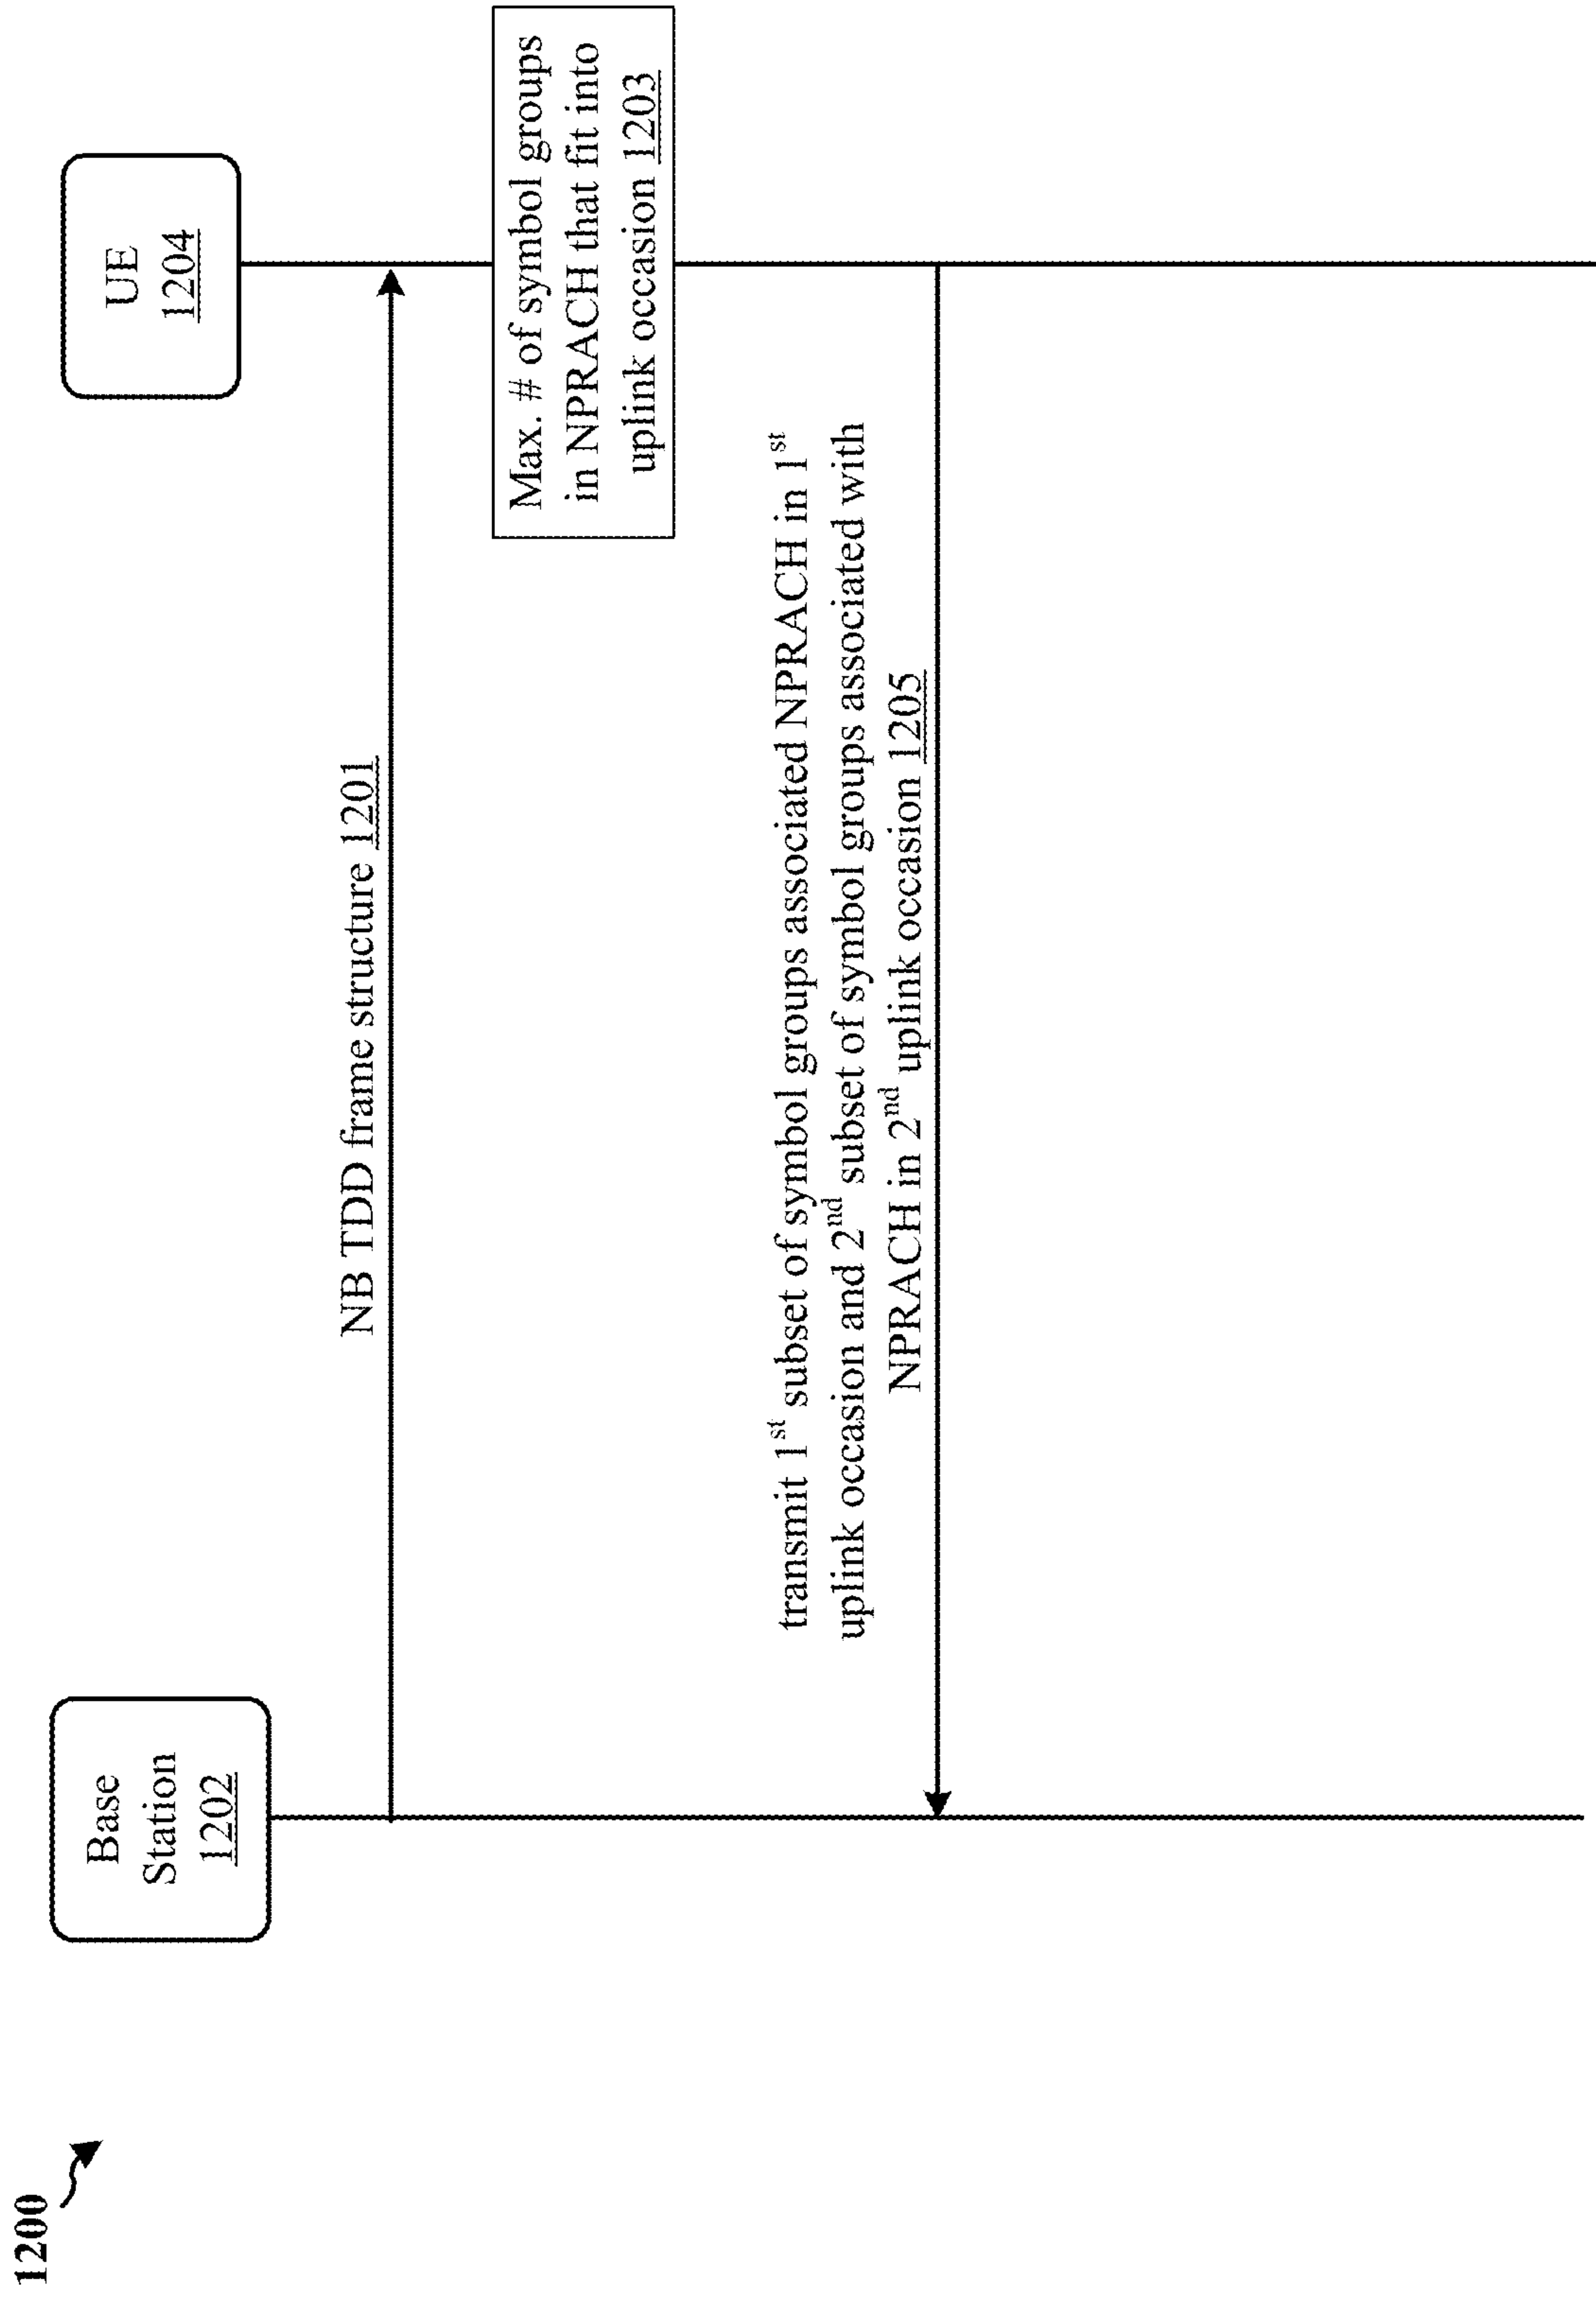 1200
Base
Station
1202
UE
1204
NB TDD frame structure 1201
Max. # of symbol groups
in NPRACH that fit into
uplink occasion 1203
transmit 1st subset of symbol groups associated NPRACH in 1st
uplink occasion and 2nd subset of symbol groups associated with
NPRACH in 2nd uplink occasion 1205